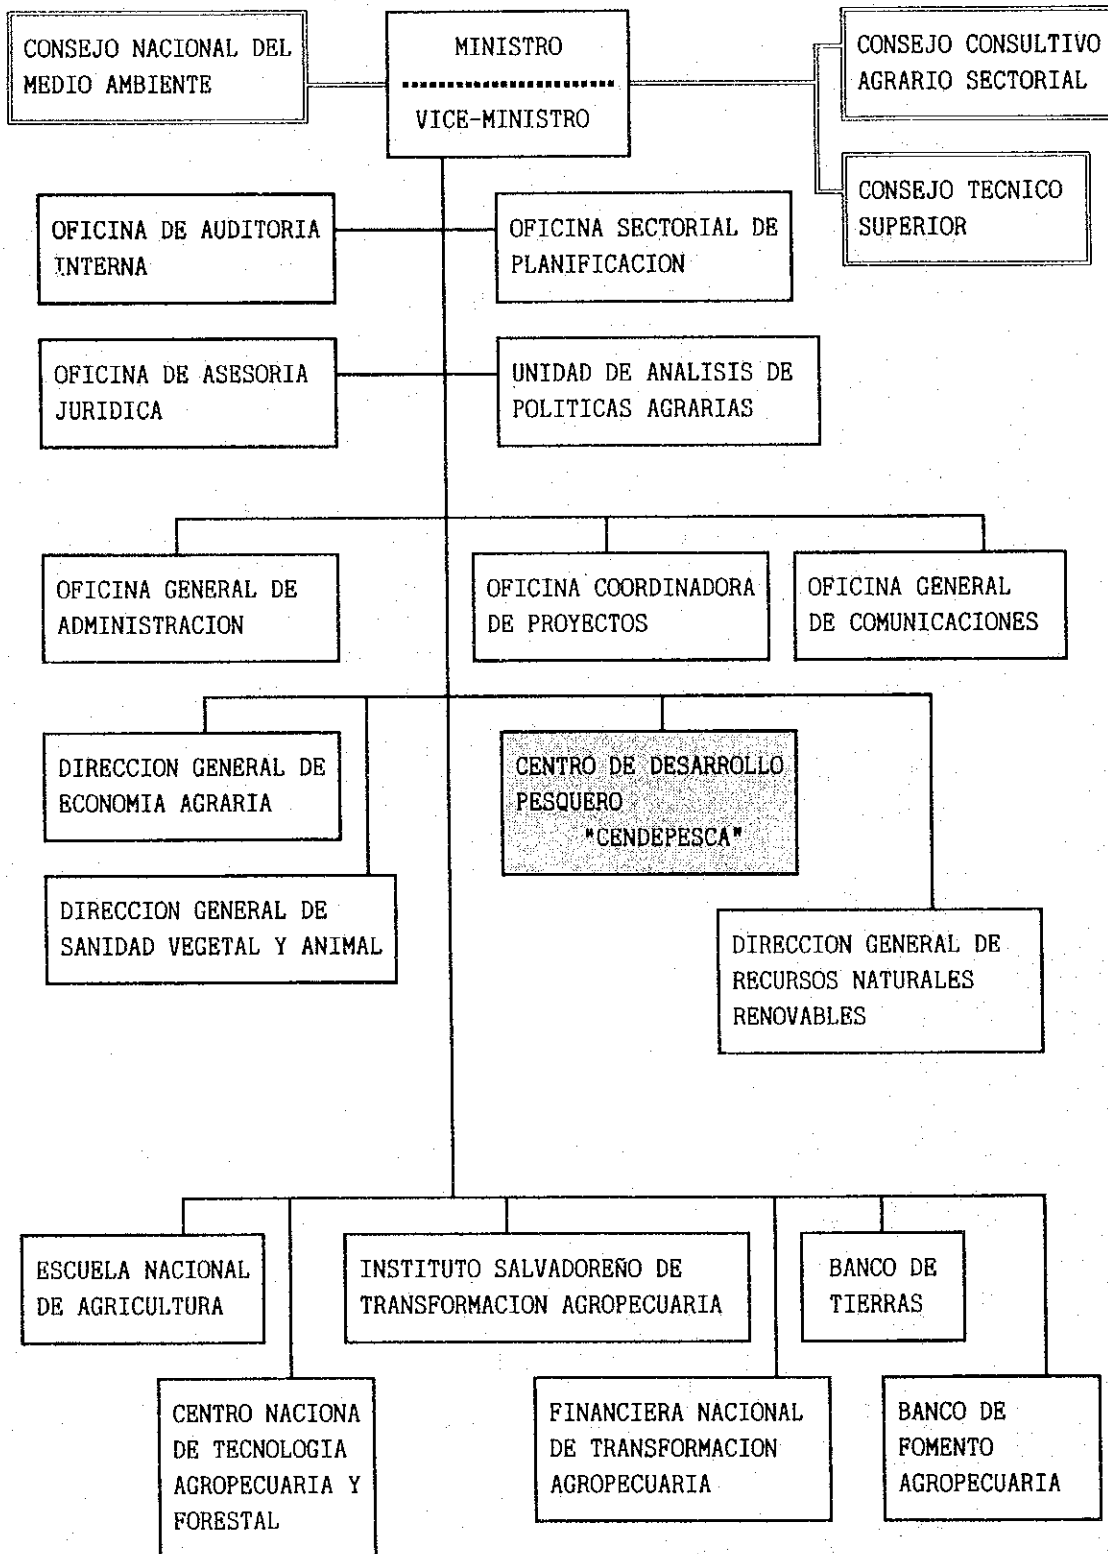 CONSEJO NACIONAL DEL
MEDIO AMBIENTE
MINISTRO
VICE-MINISTRO
CONSEJO CONSULTIVO
AGRARIO SECTORIAL
CONSEJO TECNICO
SUPERIOR
OFICINA DE AUDITORIA
INTERNA
OFICINA SECTORIAL DE
PLANIFICACION
OFICINA DE ASESORIA
JURIDICA
UNIDAD DE ANALISIS DE
POLITICAS AGRARIAS
OFICINA GENERAL DE
ADMINISTRACION
OFICINA COORDINADORA
DE PROYECTOS
OFICINA GENERAL
DE COMUNICACIONES
DIRECCION GENERAL DE
ECONOMIA AGRARIA
CENTRO DE DESARROLLO
PESQUERO
"CENDEPESCA"
DIRECCION GENERAL DE
SANIDAD VEGETAL Y ANIMAL
DIRECCION GENERAL DE
RECURSOS NATURALES
RENOVABLES
ESCUELA NACIONAL
DE AGRICULTURA
INSTITUTO SALVADOREÑO DE
TRANSFORMACION AGROPECUARIA
BANCO DE
TIERRAS
CENTRO NACIONA
DE TECNOLOGIA
AGROPECUARIA Y
FORESTAL
FINANCIERA NACIONAL
DE TRANSFORMACION
AGROPECUARIA
BANCO DE
FOMENTO
AGROPECUARIA